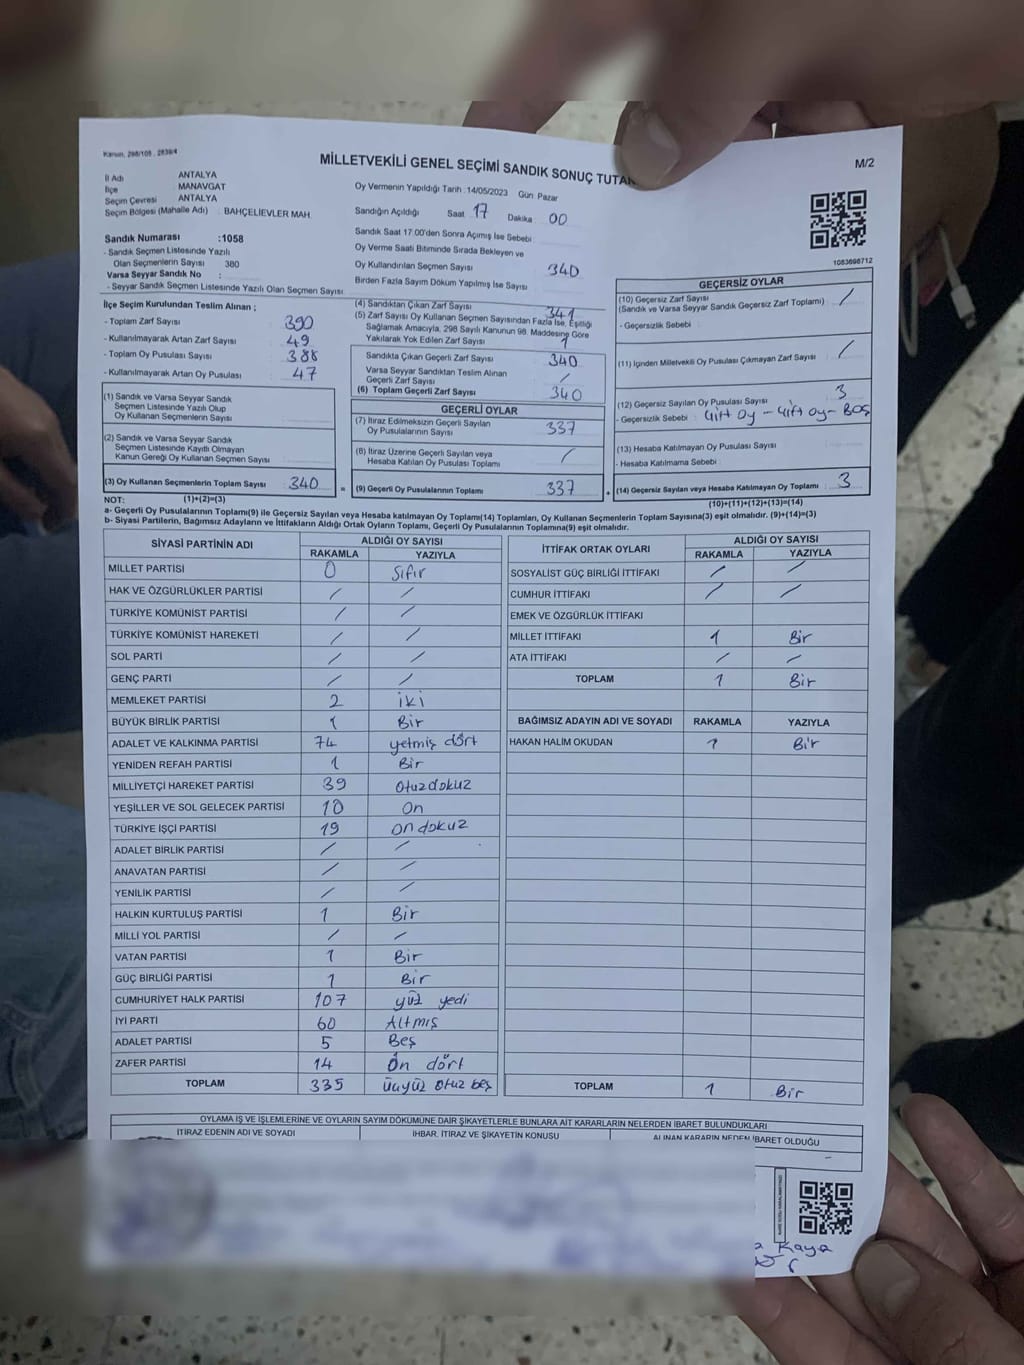 Kanun, 298/105 , 2839/4
MİLLETVEKİLİ GENEL SEÇİMİ SANDIK SONUÇ TUTAN
M/2
İl Adı ANTALYA
İlçe MANAVGAT
Seçim Çevresi ANTALYA
Seçim Bölgesi (Mahalle Adı) : BAHÇELİEVLER MAH.
Sandık Numarası :1058
- Sandık Seçmen Listesinde Yazılı
Olan Seçmenlerin Sayısı 380
Varsa Seyyar Sandık No :
- Seyyar Sandık Seçmen Listesinde Yazılı Olan Seçmen Sayısı
Oy Vermenin Yapıldığı Tarih :14/05/2023 Gün Pazar
Sandığın Açıldığı Saat 17 Dakika 00
Sandık Saat 17.00'den Sonra Açımış İse Sebebi
Oy Verme Saati Bitiminde Sırada Bekleyen ve
Oy Kullandırılan Seçmen Sayısı 340
Birden Fazla Sayım Döküm Yapılmış İse Sayısı
1083698712
İlçe Seçim Kurulundan Teslim Alınan ;
- Toplam Zarf Sayısı 390
- Kullanılmayarak Artan Zarf Sayısı 49
- Toplam Oy Pusulası Sayısı 388
- Kullanılmayarak Artan Oy Pusulası 47
(1) Sandık ve Varsa Seyyar Sandık
Seçmen Listesinde Yazılı Olup
Oy Kullanan Seçmenlerin Sayısı
(2) Sandık ve Varsa Seyyar Sandık
Seçmen Listesinde Kayıtlı Olmayan
Kanun Gereği Oy Kullanan Seçmen Sayısı
(3) Oy Kullanan Seçmenlerin Toplam Sayısı 340
(4) Sandıktan Çıkan Zarf Sayısı 341
(5) Zarf Sayısı Oy Kullanan Seçmen Sayısından Fazla İse, Eşitliği
Sağlamak Amacıyla, 298 Sayılı Kanunun 98. Maddesine Göre
Yakılarak Yok Edilen Zarf Sayısı 1
Sandıkta Çıkan Geçerli Zarf Sayısı 340
Varsa Seyyar Sandıktan Teslim Alınan
Geçerli Zarf Sayısı /
(6) Toplam Geçerli Zarf Sayısı 340
GEÇERLİ OYLAR
(7) İtiraz Edilmeksizin Geçerli Sayılan
Oy Pusulalarının Sayısı 337
(8) İtiraz Üzerine Geçerli Sayılan veya
Hesaba Katılan Oy Pusulası Toplamı /
= (9) Geçerli Oy Pusulalarının Toplamı 337
GEÇERSİZ OYLAR
(10) Geçersiz Zarf Sayısı
(Sandık ve Varsa Seyyar Sandık Geçersiz Zarf Toplamı) /
- Geçersizlik Sebebi
(11) İçinden Milletvekili Oy Pusulası Çıkmayan Zarf Sayısı /
(12) Geçersiz Sayılan Oy Pusulası Sayısı 3
- Geçersizlik Sebebi : Çift oy - Çift oy - Boş
(13) Hesaba Katılmayan Oy Pusulası Sayısı
- Hesaba Katılmama Sebebi
+ (14) Geçersiz Sayılan veya Hesaba Katılmayan Oy Toplamı 3
NOT: (1)+(2)=(3) (10)+(11)+(12)+(13)=(14)
a- Geçerli Oy Pusulalarının Toplamı(9) ile Geçersiz Sayılan veya Hesaba katılmayan Oy Toplamı(14) Toplamları, Oy Kullanan Seçmenlerin Toplam Sayısına(3) eşit olmalıdır. (9)+(14)=(3)
b- Siyasi Partilerin, Bağımsız Adayların ve İttifakların Aldığı Ortak Oyların Toplamı, Geçerli Oy Pusulalarının Toplamına(9) eşit olmalıdır.
SİYASİ PARTİNİN ADI ALDIĞI OY SAYISI
RAKAMLA YAZIYLA
MİLLET PARTİSİ 0 Sıfır
HAK VE ÖZGÜRLÜKLER PARTİSİ / /
TÜRKİYE KOMÜNİST PARTİSİ / /
TÜRKİYE KOMÜNİST HAREKETİ / /
SOL PARTİ / /
GENÇ PARTİ / /
MEMLEKET PARTİSİ 2 iki
BÜYÜK BİRLİK PARTİSİ 1 Bir
ADALET VE KALKINMA PARTİSİ 74 yetmiş dört
YENİDEN REFAH PARTİSİ 1 Bir
MİLLİYETÇİ HAREKET PARTİSİ 39 otuzdokuz
YEŞİLLER VE SOL GELECEK PARTİSİ 10 on
TÜRKİYE İŞÇİ PARTİSİ 19 ondokuz
ADALET BİRLİK PARTİSİ / /
ANAVATAN PARTİSİ / /
YENİLİK PARTİSİ / /
HALKIN KURTULUŞ PARTİSİ 1 Bir
MİLLİ YOL PARTİSİ / /
VATAN PARTİSİ 1 Bir
GÜÇ BİRLİĞİ PARTİSİ 1 Bir
CUMHURİYET HALK PARTİSİ 107 yüz yedi
İYİ PARTİ 60 Altmış
ADALET PARTİSİ 5 Beş
ZAFER PARTİSİ 14 On dört
TOPLAM 335 üçyüz otuz beş
İTTİFAK ORTAK OYLARI ALDIĞI OY SAYISI
RAKAMLA YAZIYLA
SOSYALİST GÜÇ BİRLİĞİ İTTİFAKI / /
CUMHUR İTTİFAKI / /
EMEK VE ÖZGÜRLÜK İTTİFAKI
MİLLET İTTİFAKI 1 Bir
ATA İTTİFAKI / /
TOPLAM 1 Bir
BAĞIMSIZ ADAYIN ADI VE SOYADI RAKAMLA YAZIYLA
HAKAN HALİM OKUDAN 1 Bir
TOPLAM 1 Bir
OYLAMA İŞ VE İŞLEMLERİNE VE OYLARIN SAYIM DÖKÜMÜNE DAİR ŞİKAYETLERLE BUNLARA AİT KARARLARIN NELERDEN İBARET BULUNDUKLARI
İTİRAZ EDENİN ADI VE SOYADI İHBAR, İTİRAZ VE ŞİKAYETİN KONUSU ALINAN KARARIN NEDEN İBARET OLDUĞU
Kaya